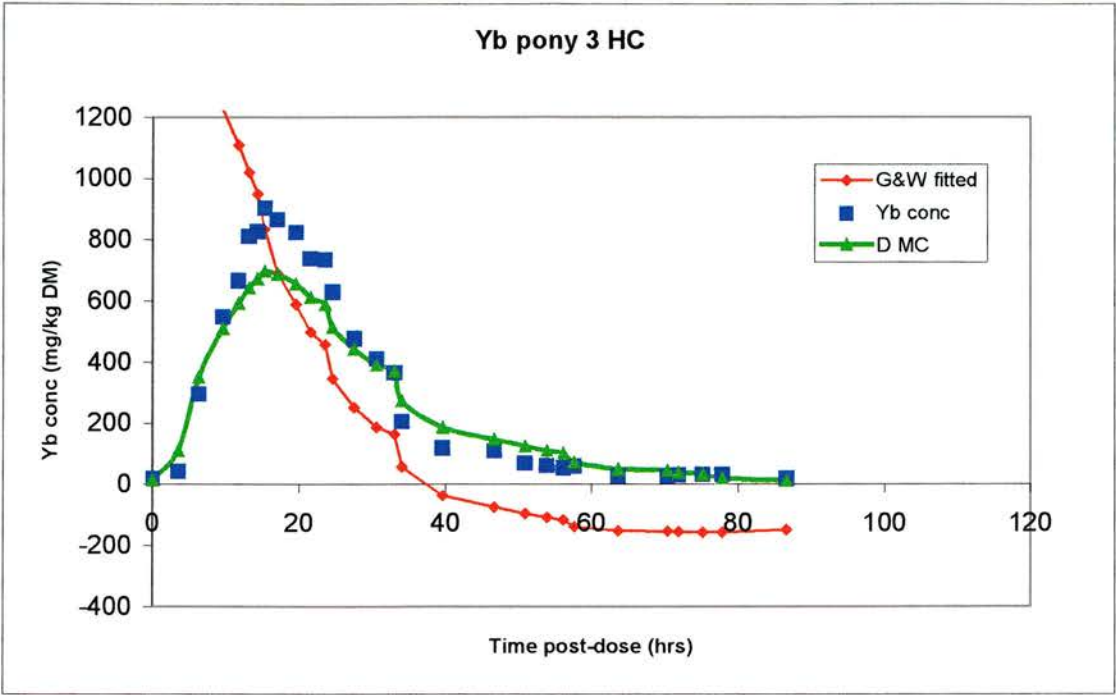 Yb pony 3 HC
Yb conc (mg/kg DM)
1200
1000
800
600
400
200
0
-200
-400
0 20 40 60 80 100 120
Time post-dose (hrs)
G&W fitted
Yb conc
D MC